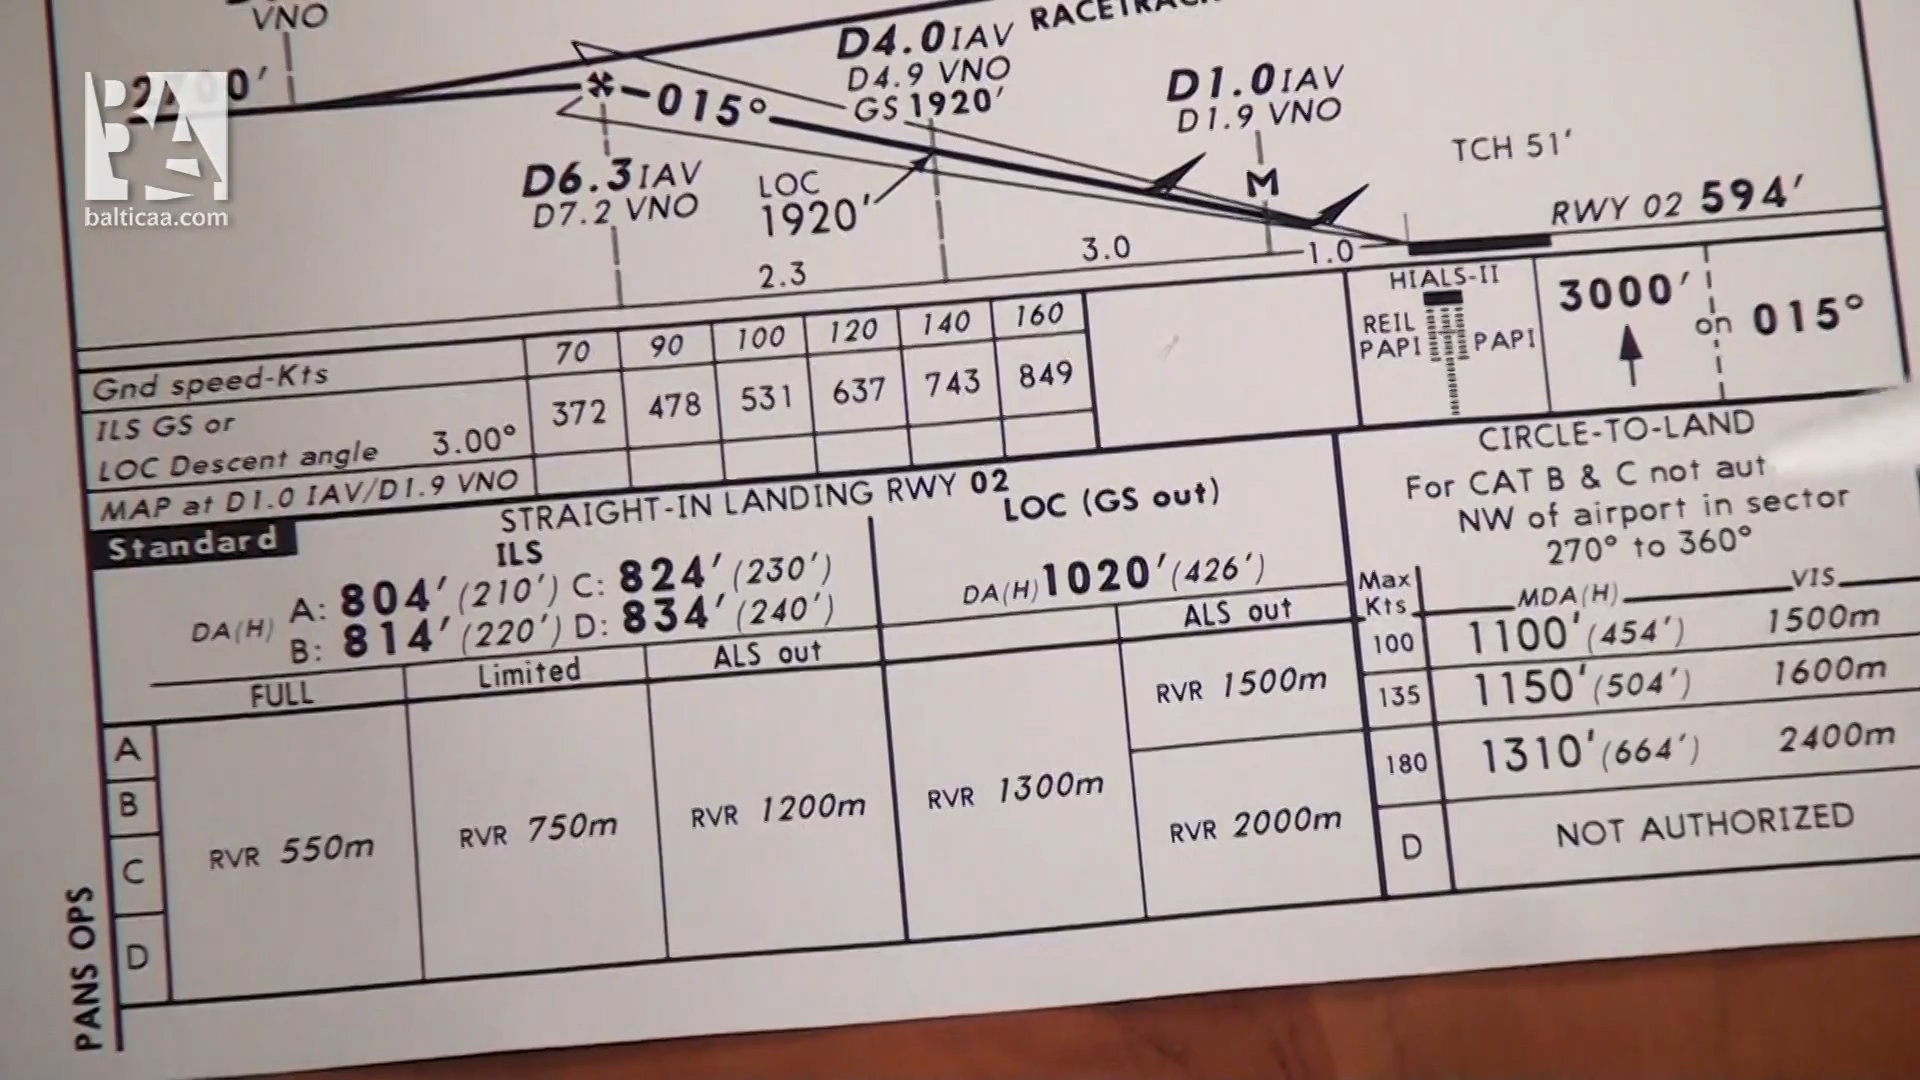 VNO
RACETRACK
D4.0 IAV
D4.9 VNO
GS 1920'
D1.0 IAV
D1.9 VNO
BAA
balticaa.com
015°
TCH 51'
D6.3 IAV
D7.2 VNO
LOC
1920'
RWY 02 594'
2.3
3.0
1.0
HIALS-II
REIL
PAPI
PAPI
3000'
on 015°
Gnd speed-Kts 70 90 100 120 140 160
ILS GS or
LOC Descent angle 3.00° 372 478 531 637 743 849
MAP at D1.0 IAV/D1.9 VNO
Standard
STRAIGHT-IN LANDING RWY 02
ILS
LOC (GS out)
DA(H) A: 804' (210') C: 824' (230')
B: 814' (220') D: 834' (240')
DA(H) 1020' (426')
FULL Limited ALS out ALS out
A
B
C
D
RVR 550m RVR 750m RVR 1200m RVR 1300m
RVR 1500m
RVR 2000m
CIRCLE-TO-LAND
For CAT B & C not
NW of airport in sector
270° to 360°
Max
Kts MDA(H) VIS
100 1100' (454') 1500m
135 1150' (504') 1600m
180 1310' (664') 2400m
D NOT AUTHORIZED
PANS OPS